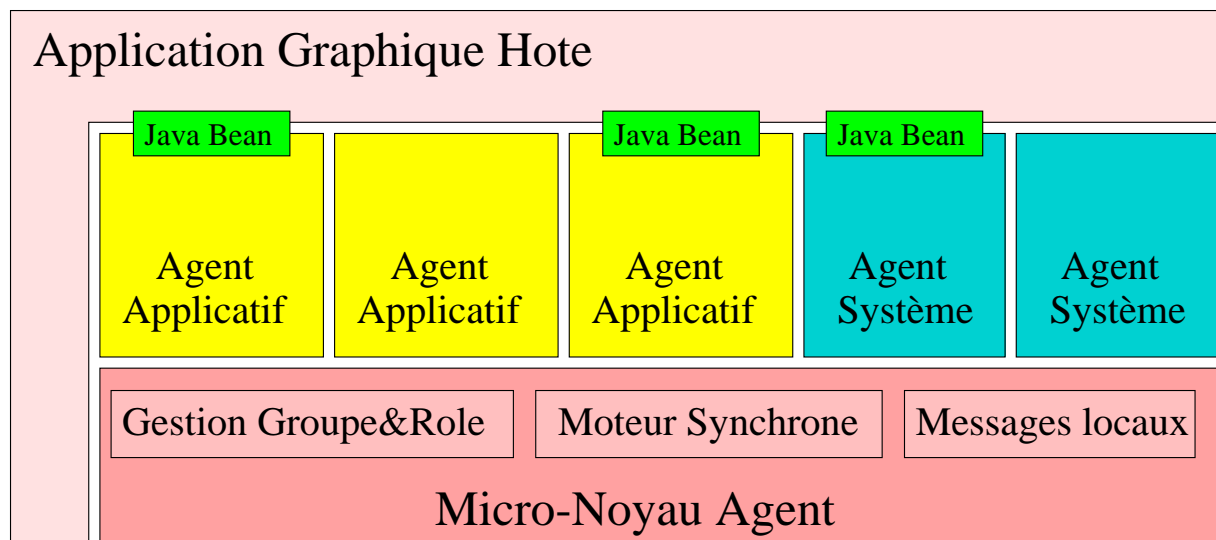 Application Graphique Hote
Java Bean
Java Bean
Java Bean
Agent
Applicatif
Agent
Applicatif
Agent
Applicatif
Agent
Système
Agent
Système
Gestion Groupe&Role
Moteur Synchrone
Messages locaux
Micro-Noyau Agent